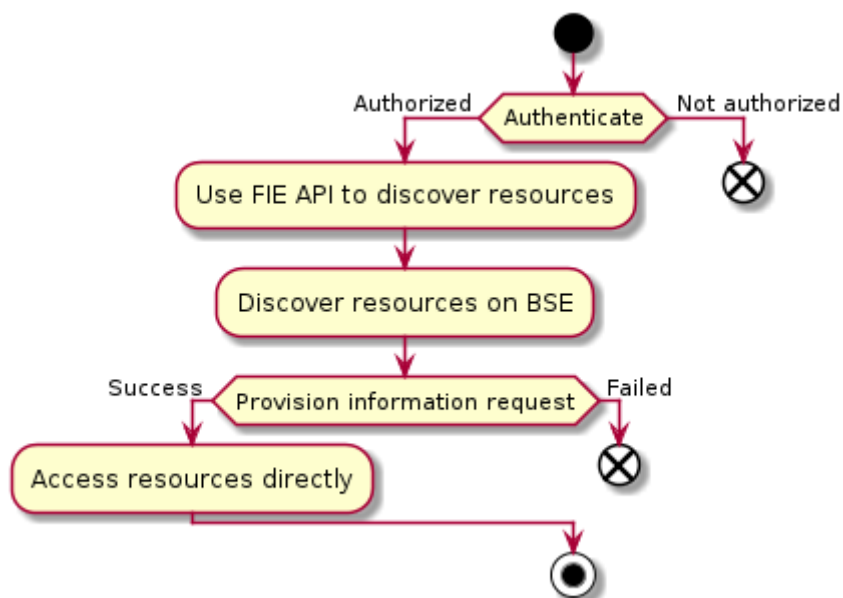 Authorized
Authenticate
Not authorized
Use FIE API to discover resources
Discover resources on BSE
Success
Provision information request
Failed
Access resources directly